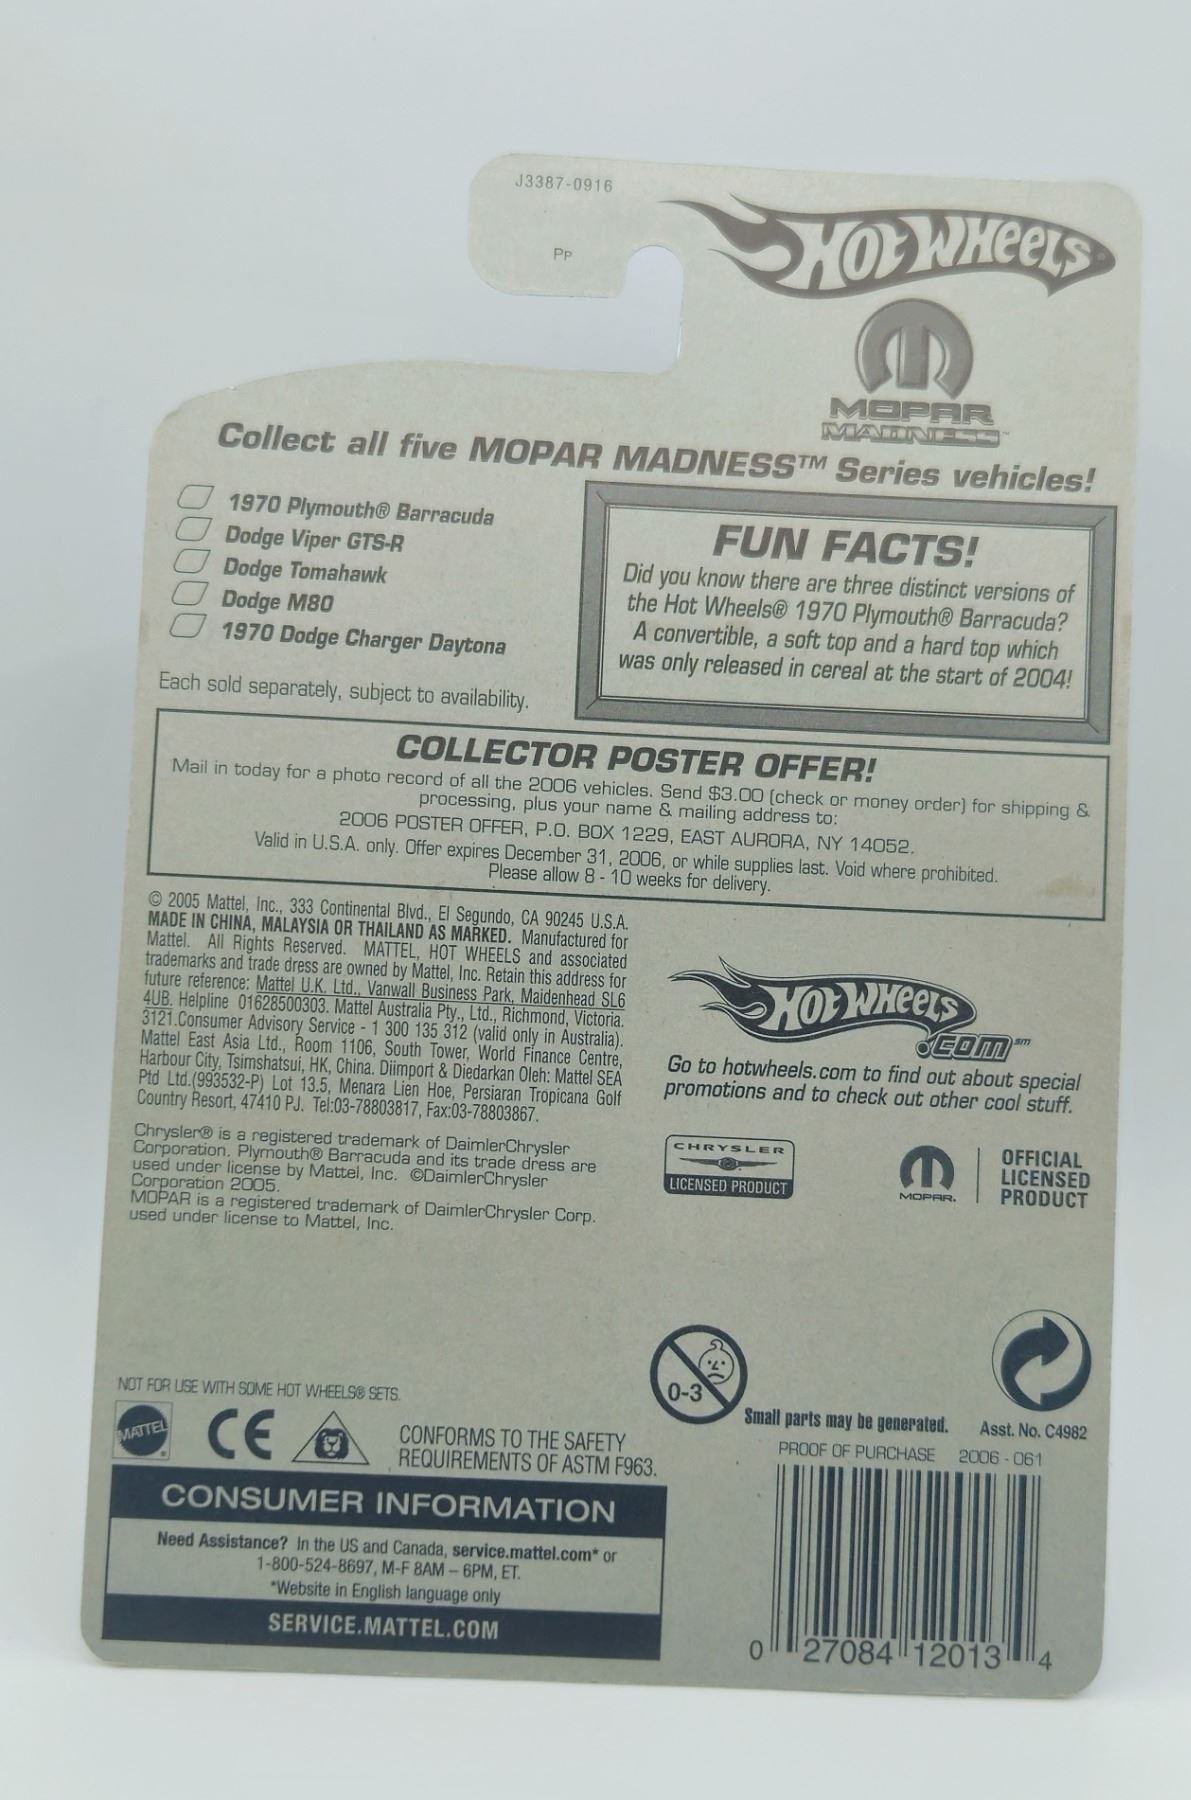 J3387-0916
PP
HOT WHEELS
MOPAR
MADNESS™
Collect all five MOPAR MADNESS™ Series vehicles!
1970 Plymouth® Barracuda
Dodge Viper GTS-R
Dodge Tomahawk
Dodge M80
1970 Dodge Charger Daytona
Each sold separately, subject to availability.
FUN FACTS!
Did you know there are three distinct versions of
the Hot Wheels® 1970 Plymouth® Barracuda?
A convertible, a soft top and a hard top which
was only released in cereal at the start of 2004!
COLLECTOR POSTER OFFER!
Mail in today for a photo record of all the 2006 vehicles. Send $3.00 (check or money order) for shipping &
processing, plus your name & mailing address to:
2006 POSTER OFFER, P.O. BOX 1229, EAST AURORA, NY 14052.
Valid in U.S.A. only. Offer expires December 31, 2006, or while supplies last. Void where prohibited.
Please allow 8 - 10 weeks for delivery.
© 2005 Mattel, Inc., 333 Continental Blvd., El Segundo, CA 90245 U.S.A.
MADE IN CHINA, MALAYSIA OR THAILAND AS MARKED. Manufactured for
Mattel. All Rights Reserved. MATTEL, HOT WHEELS and associated
trademarks and trade dress are owned by Mattel, Inc. Retain this address for
future reference: Mattel U.K. Ltd., Vanwall Business Park, Maidenhead SL6
4UB. Helpline 01628500303. Mattel Australia Pty., Ltd., Richmond, Victoria.
3121.Consumer Advisory Service - 1 300 135 312 (valid only in Australia).
Mattel East Asia Ltd., Room 1106, South Tower, World Finance Centre,
Harbour City, Tsimshatsui, HK, China. Diimport & Diedarkan Oleh: Mattel SEA
Ptd Ltd.(993532-P) Lot 13.5, Menara Lien Hoe, Persiaran Tropicana Golf
Country Resort, 47410 PJ. Tel:03-78803817, Fax:03-78803867.
Chrysler® is a registered trademark of DaimlerChrysler
Corporation. Plymouth® Barracuda and its trade dress are
used under license by Mattel, Inc. ©DaimlerChrysler
Corporation 2005.
MOPAR is a registered trademark of DaimlerChrysler Corp.
used under license to Mattel, Inc.
HOT WHEELS
.COM℠
Go to hotwheels.com to find out about special
promotions and to check out other cool stuff.
CHRYSLER
LICENSED PRODUCT
MOPAR.
OFFICIAL
LICENSED
PRODUCT
NOT FOR USE WITH SOME HOT WHEELS® SETS.
MATTEL®
CE
CONFORMS TO THE SAFETY
REQUIREMENTS OF ASTM F963.
0-3
Small parts may be generated.
Asst. No. C4982
PROOF OF PURCHASE 2006 - 061
CONSUMER INFORMATION
Need Assistance? In the US and Canada, service.mattel.com* or
1-800-524-8697, M-F 8AM – 6PM, ET.
*Website in English language only
SERVICE.MATTEL.COM
0 27084 12013 4